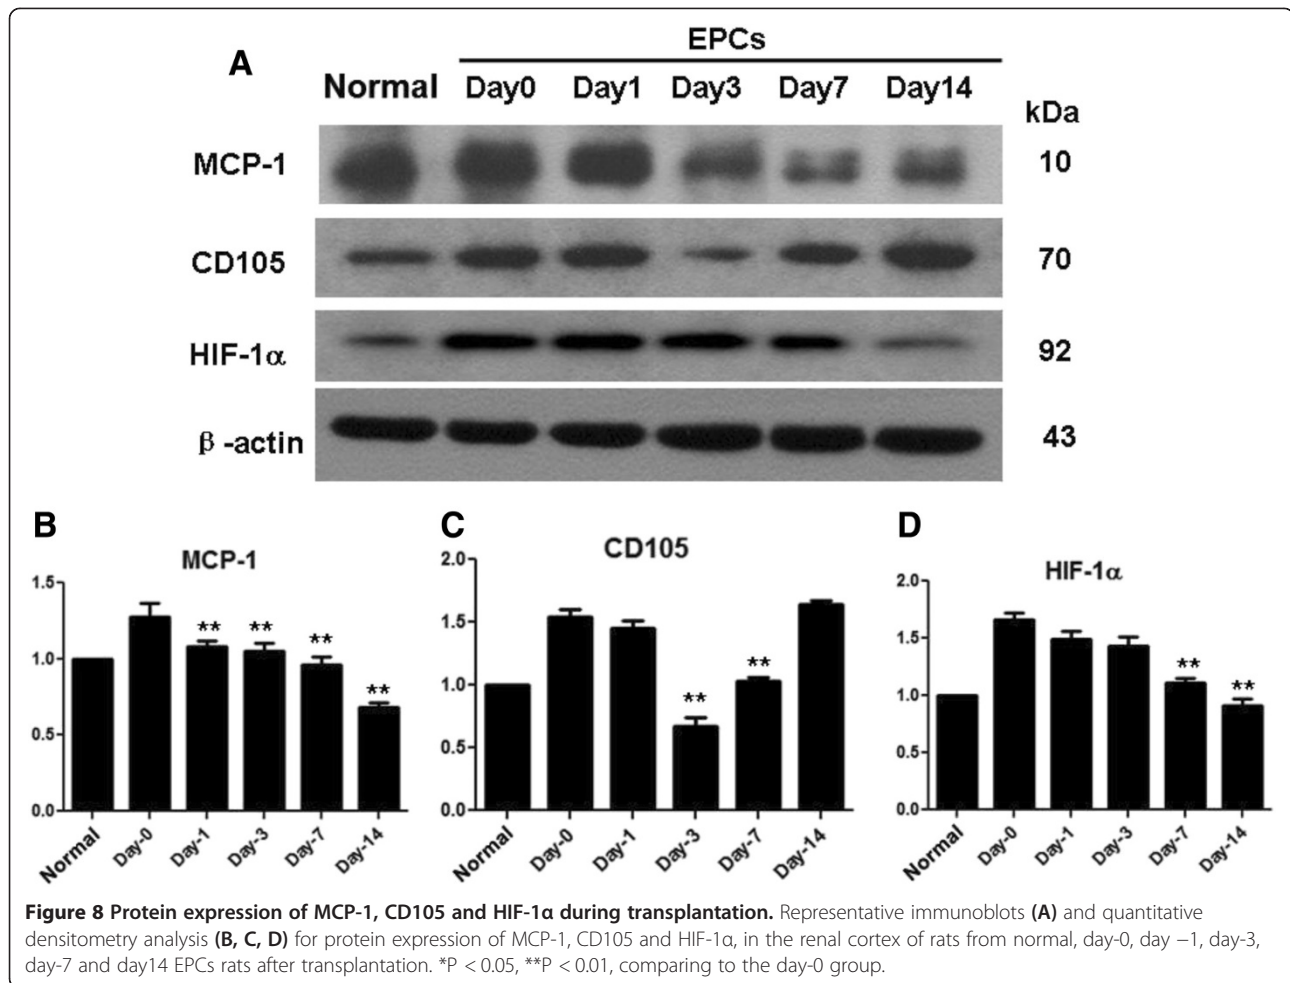 A
EPCs
Normal Day0 Day1 Day3 Day7 Day14
kDa
MCP-1 10
CD105 70
HIF-1α 92
β-actin 43
B
MCP-1
1.5
1.0
0.5
0.0
** ** ** **
Normal Day-0 Day-1 Day-3 Day-7 Day-14
C
CD105
2.0
1.5
1.0
0.5
0.0
** **
Normal Day-0 Day-1 Day-3 Day-7 Day-14
D
HIF-1α
2.0
1.5
1.0
0.5
0.0
** **
Normal Day-0 Day-1 Day-3 Day-7 Day-14
Figure 8 Protein expression of MCP-1, CD105 and HIF-1α during transplantation. Representative immunoblots (A) and quantitative
densitometry analysis (B, C, D) for protein expression of MCP-1, CD105 and HIF-1α, in the renal cortex of rats from normal, day-0, day −1, day-3,
day-7 and day14 EPCs rats after transplantation. *P < 0.05, **P < 0.01, comparing to the day-0 group.